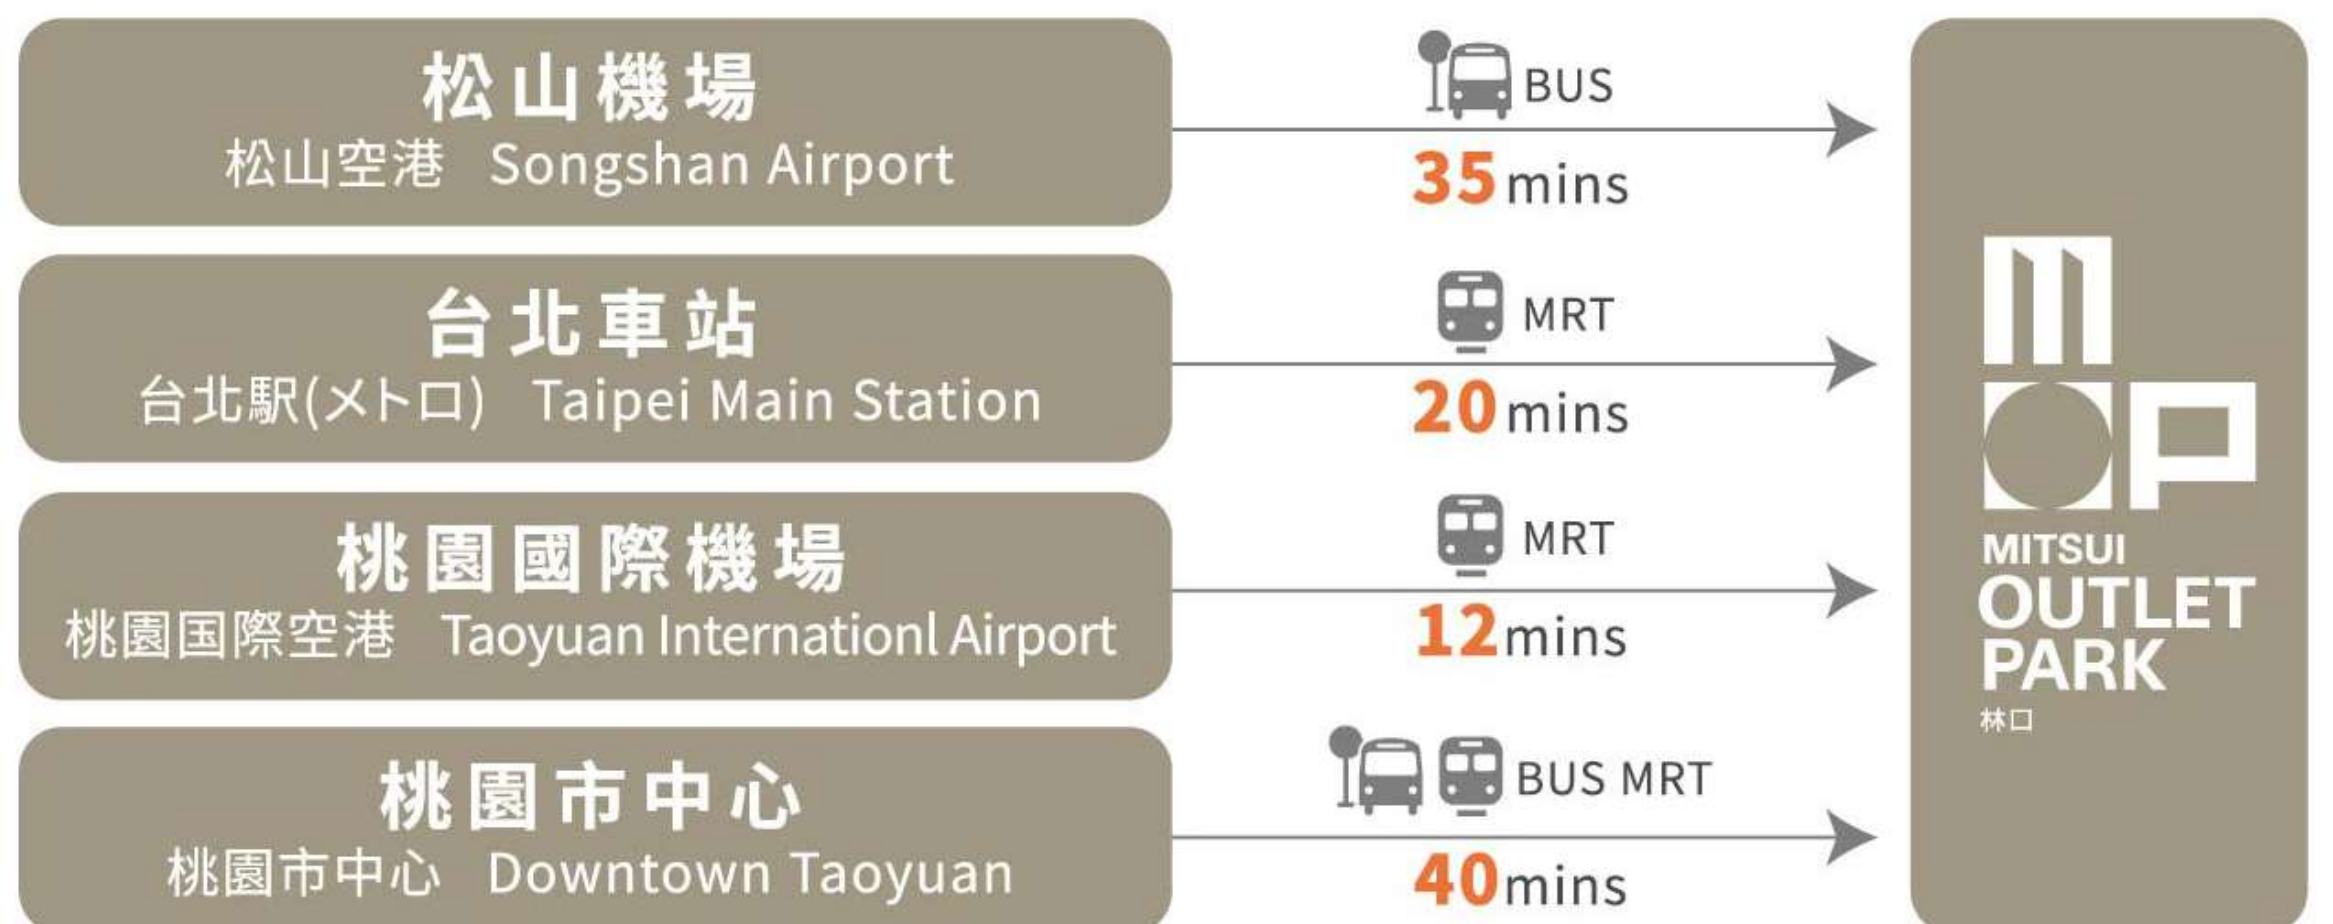 松山機場
松山空港 Songshan Airport
BUS
35mins
台北車站
台北駅(メトロ) Taipei Main Station
MRT
20mins
桃園國際機場
桃園国際空港 Taoyuan Internationl Airport
MRT
12mins
桃園市中心
桃園市中心 Downtown Taoyuan
BUS MRT
40mins
MOP
MITSUI
OUTLET
PARK
林口